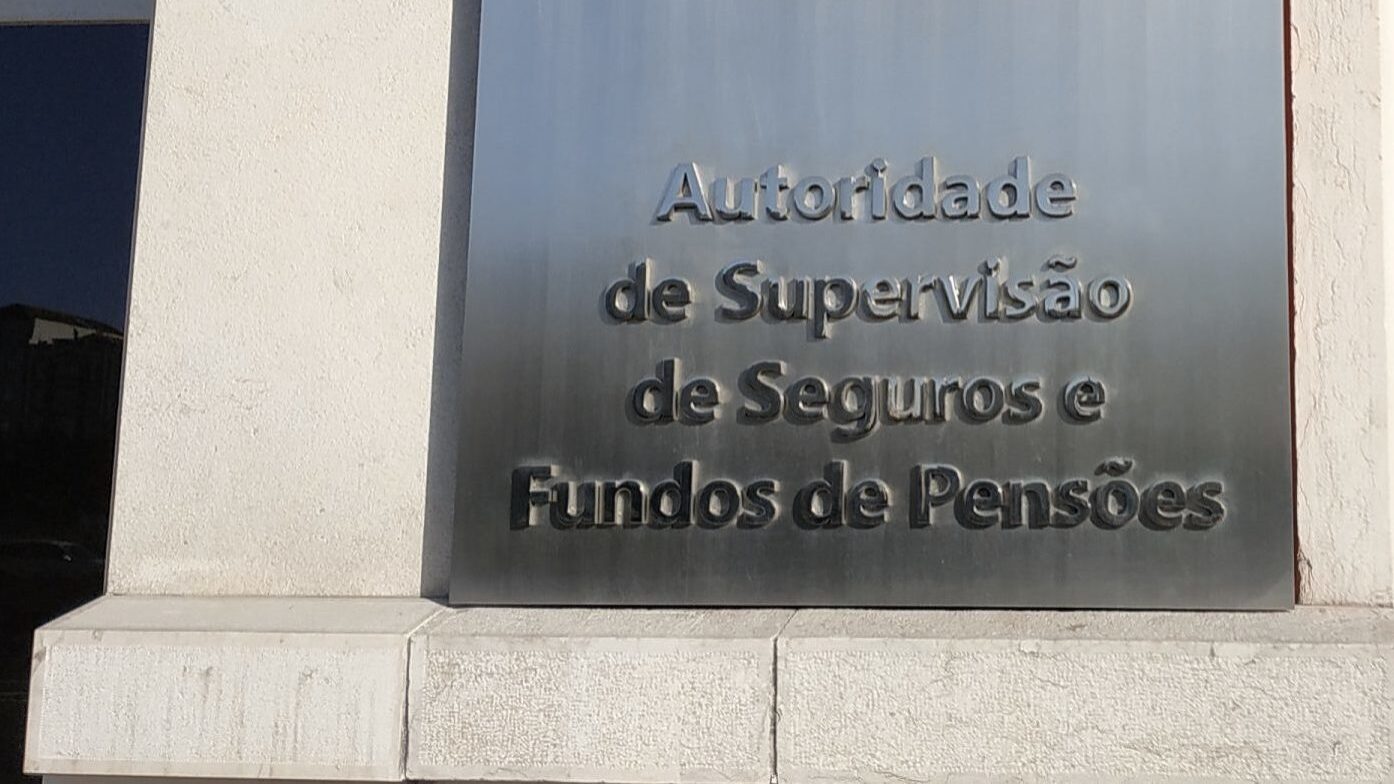 Autoridade
de Supervisão
de Seguros e
Fundos de Pensões